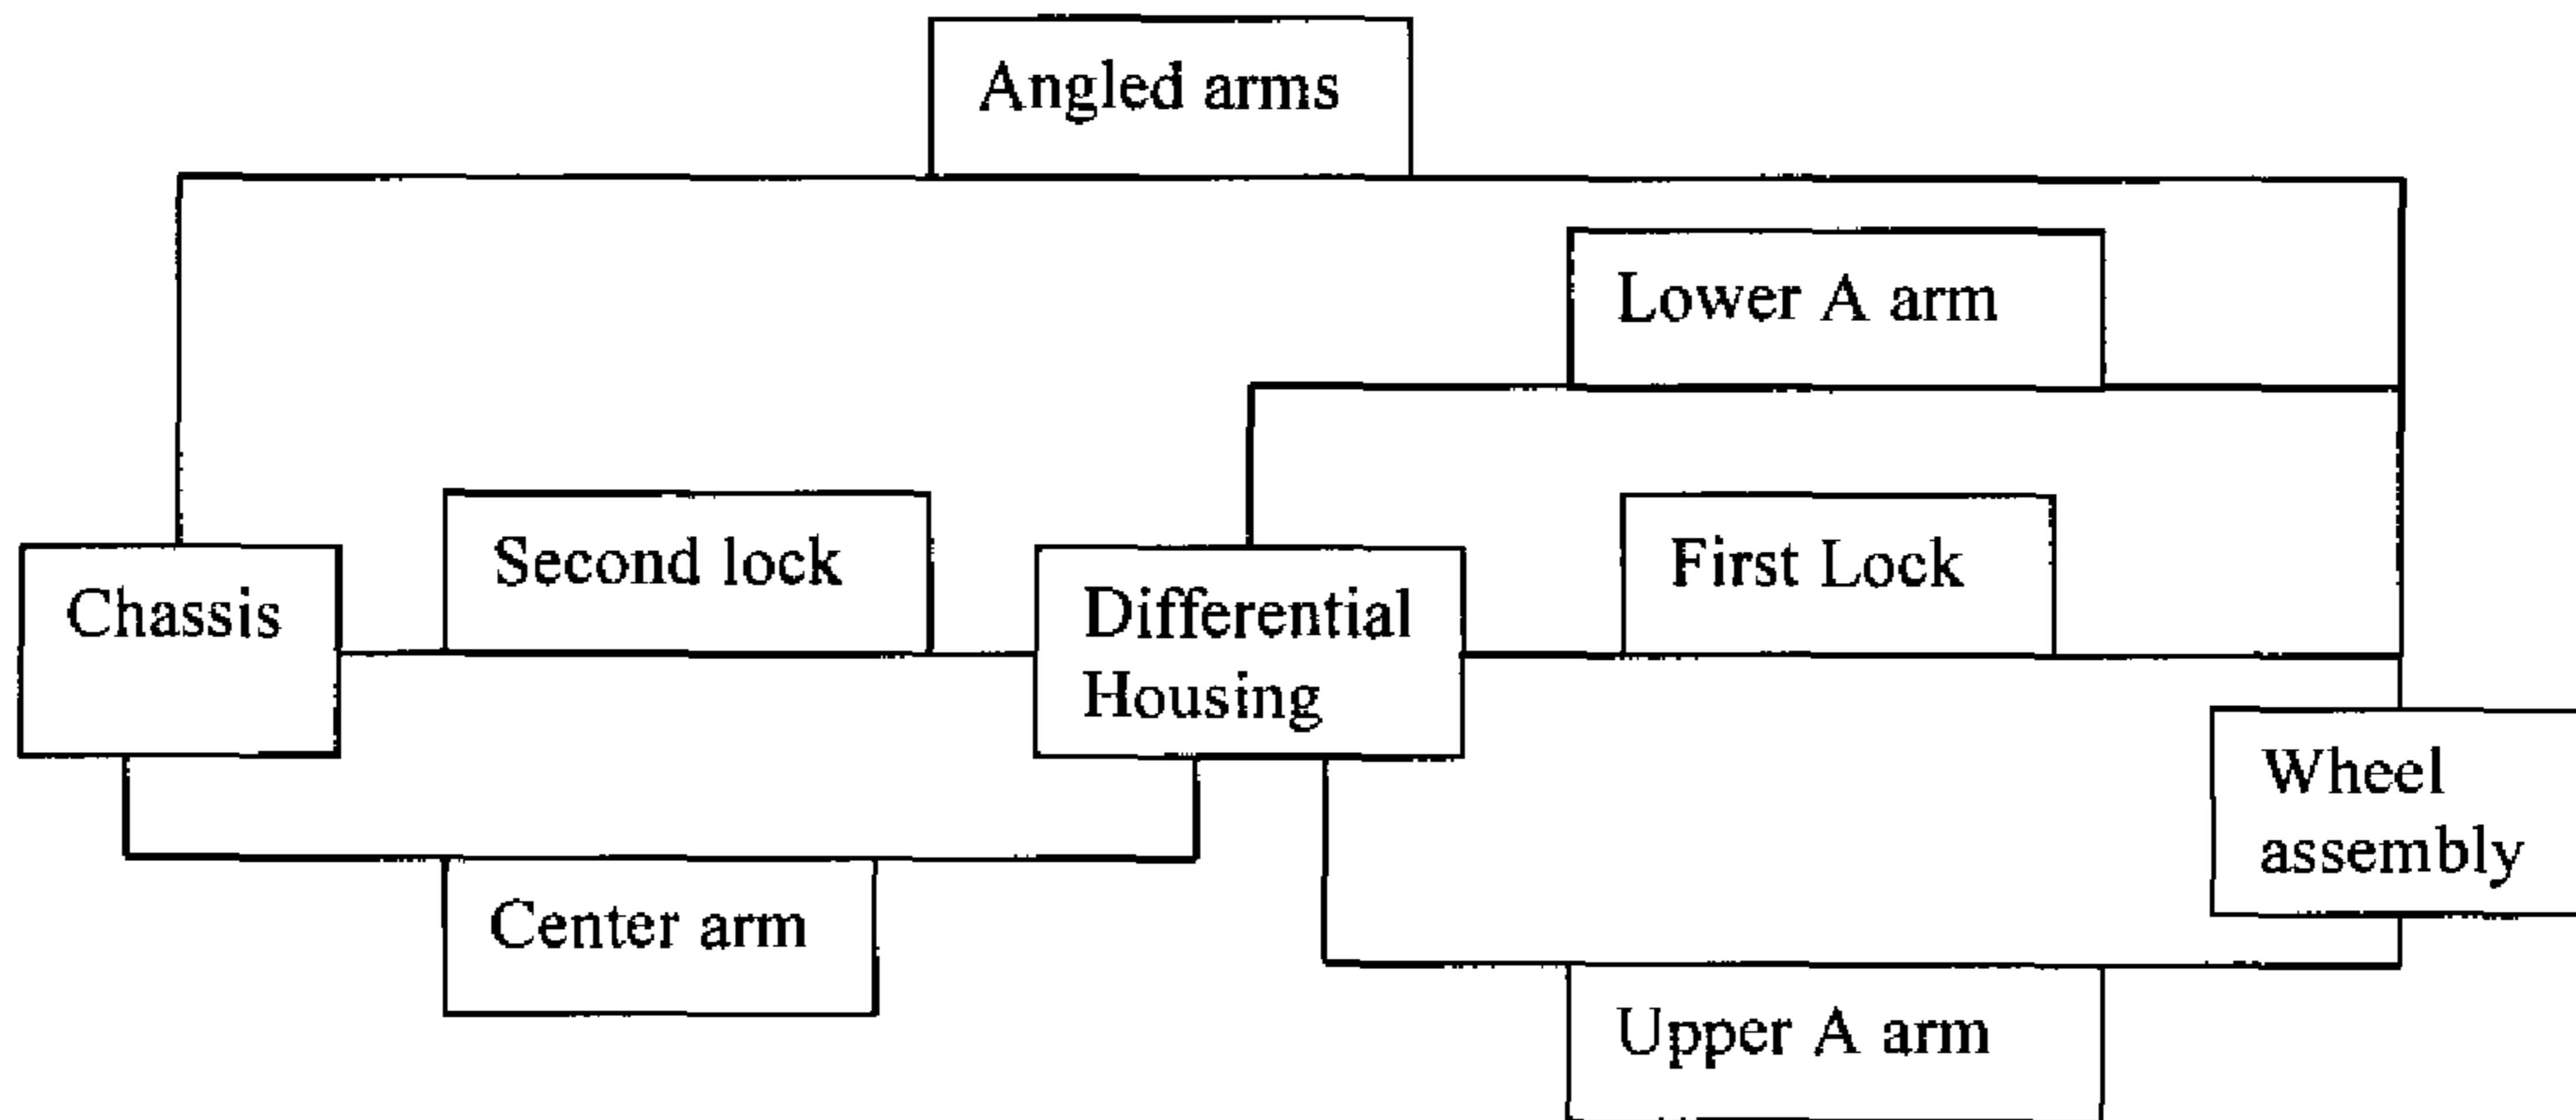 Angled arms
Lower A arm
Second lock
First Lock
Chassis
Differential
Housing
Wheel
assembly
Center arm
Upper A arm